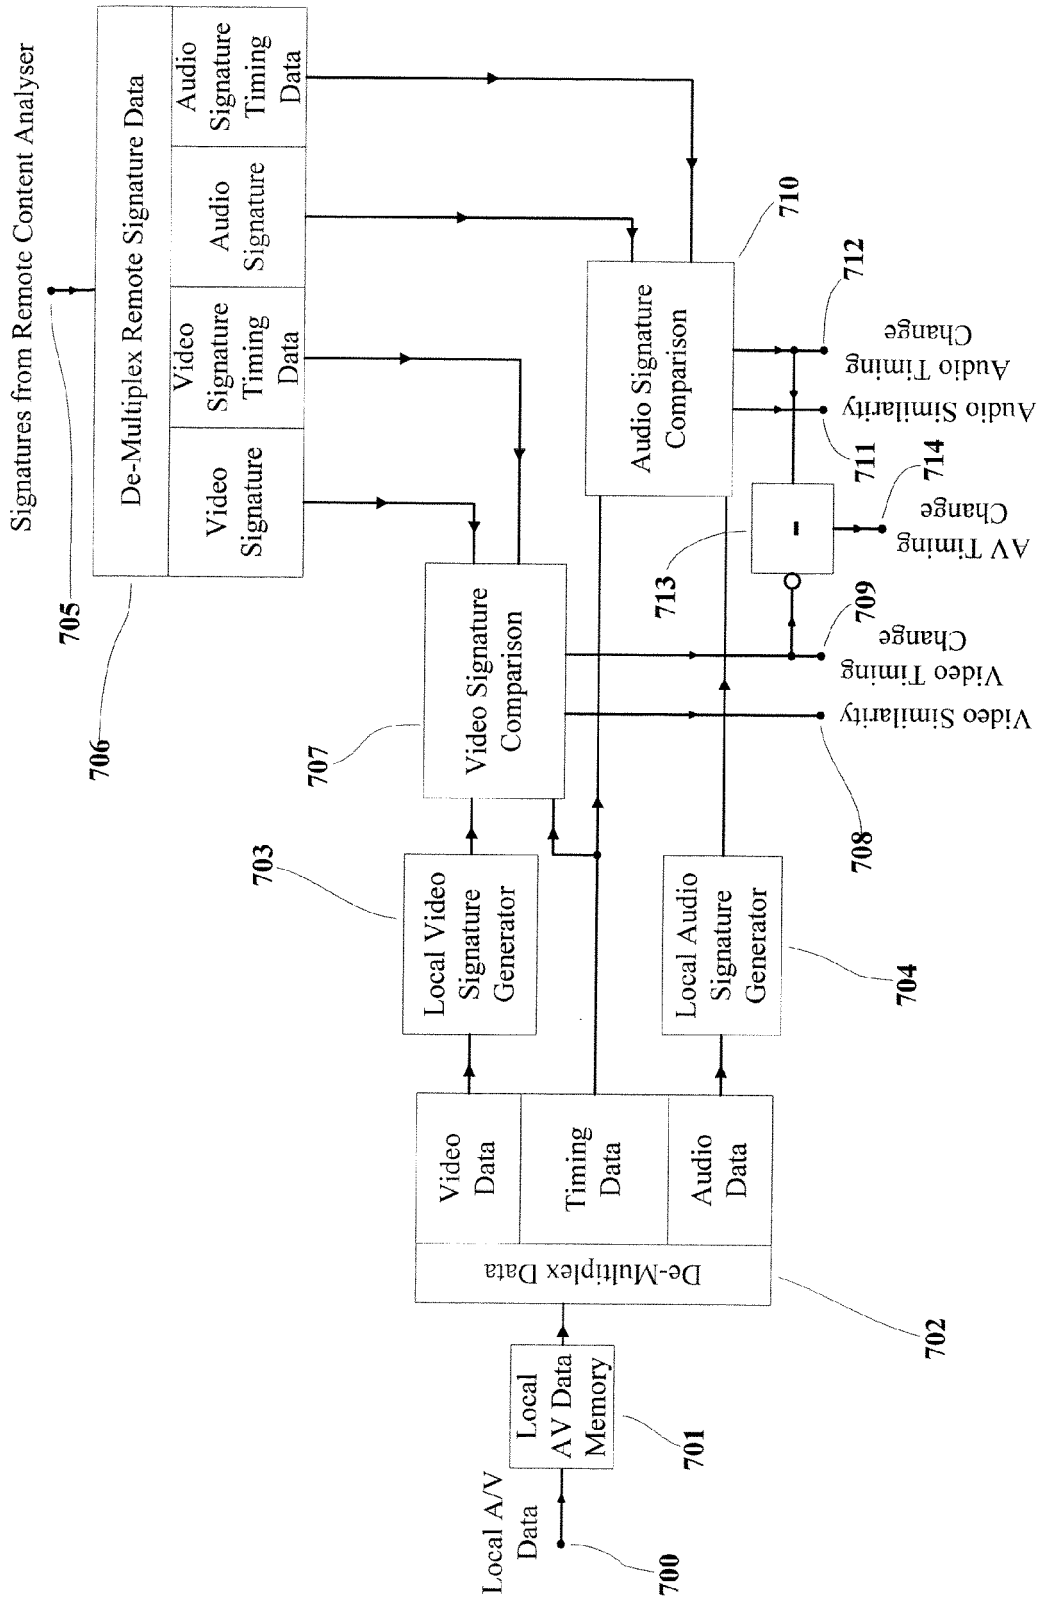 Signatures from Remote Content Analyser
705
706
De-Multiplex Remote Signature Data
Video
Signature
Video
Signature
Timing
Data
Audio
Signature
Audio
Signature
Timing
Data
703
707
Local Video
Signature
Generator
Video Signature
Comparison
Audio Signature
Comparison
710
Local A/V
Data
700
Local
AV Data
Memory
701
De-Multiplex Data
702
Video
Data
Timing
Data
Audio
Data
Local Audio
Signature
Generator
704
713
–
708
Video Similarity
709
Video Timing
Change
714
AV Timing
Change
711
Audio Similarity
712
Audio Timing
Change